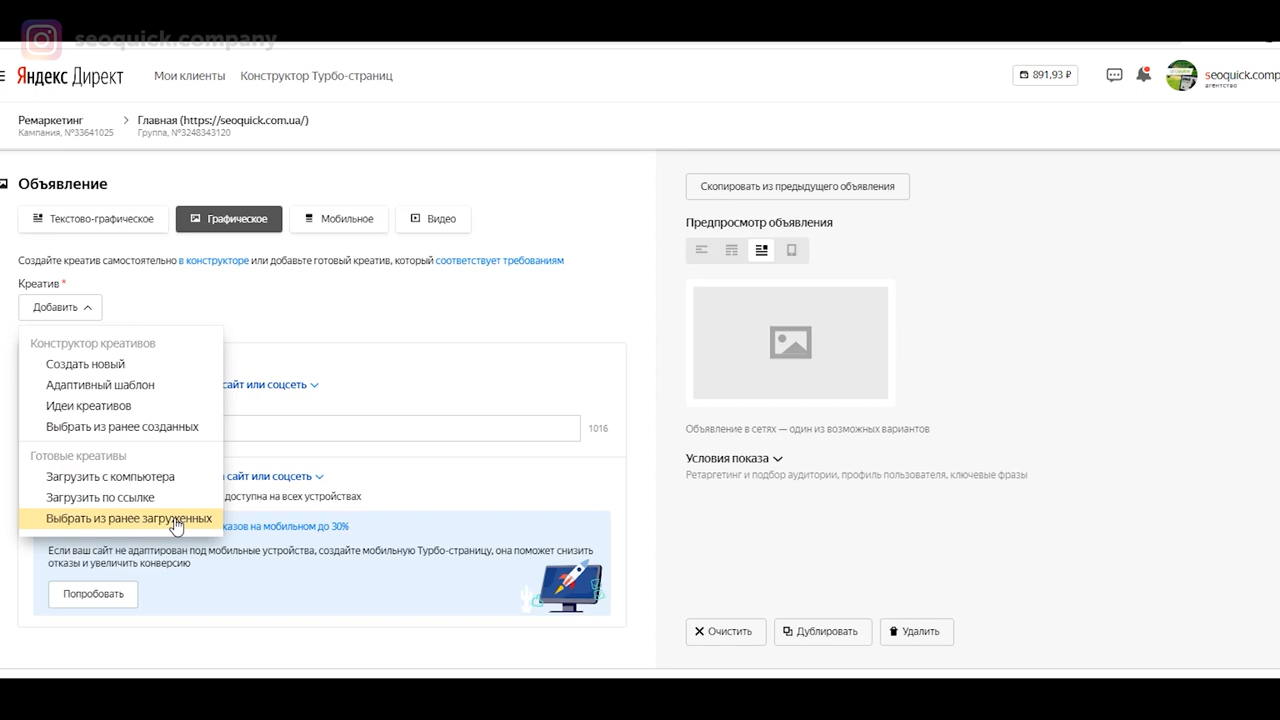 seoquick.company
Яндекс Директ
Мои клиенты
Конструктор Турбо-страниц
891,93 ₽
seoquick.comp
агентство
Ремаркетинг
Кампания, №33641025
Главная (https://seoquick.com.ua/)
Группа, №3248343120
Объявление
Текстово-графическое
Графическое
Мобильное
Видео
Создайте креатив самостоятельно в конструкторе или добавьте готовый креатив, который соответствует требованиям
Креатив *
Добавить
Конструктор креативов
Создать новый
Адаптивный шаблон
Идеи креативов
Выбрать из ранее созданных
Готовые креативы
Загрузить с компьютера
Загрузить по ссылке
Выбрать из ранее загруженных
сайт или соцсеть
1016
сайт или соцсеть
доступна на всех устройствах
казов на мобильном до 30%
Если ваш сайт не адаптирован под мобильные устройства, создайте мобильную Турбо-страницу, она поможет снизить
отказы и увеличить конверсию
Попробовать
Скопировать из предыдущего объявления
Предпросмотр объявления
Объявление в сетях — один из возможных вариантов
Условия показа
Ретаргетинг и подбор аудитории, профиль пользователя, ключевые фразы
Очистить
Дублировать
Удалить